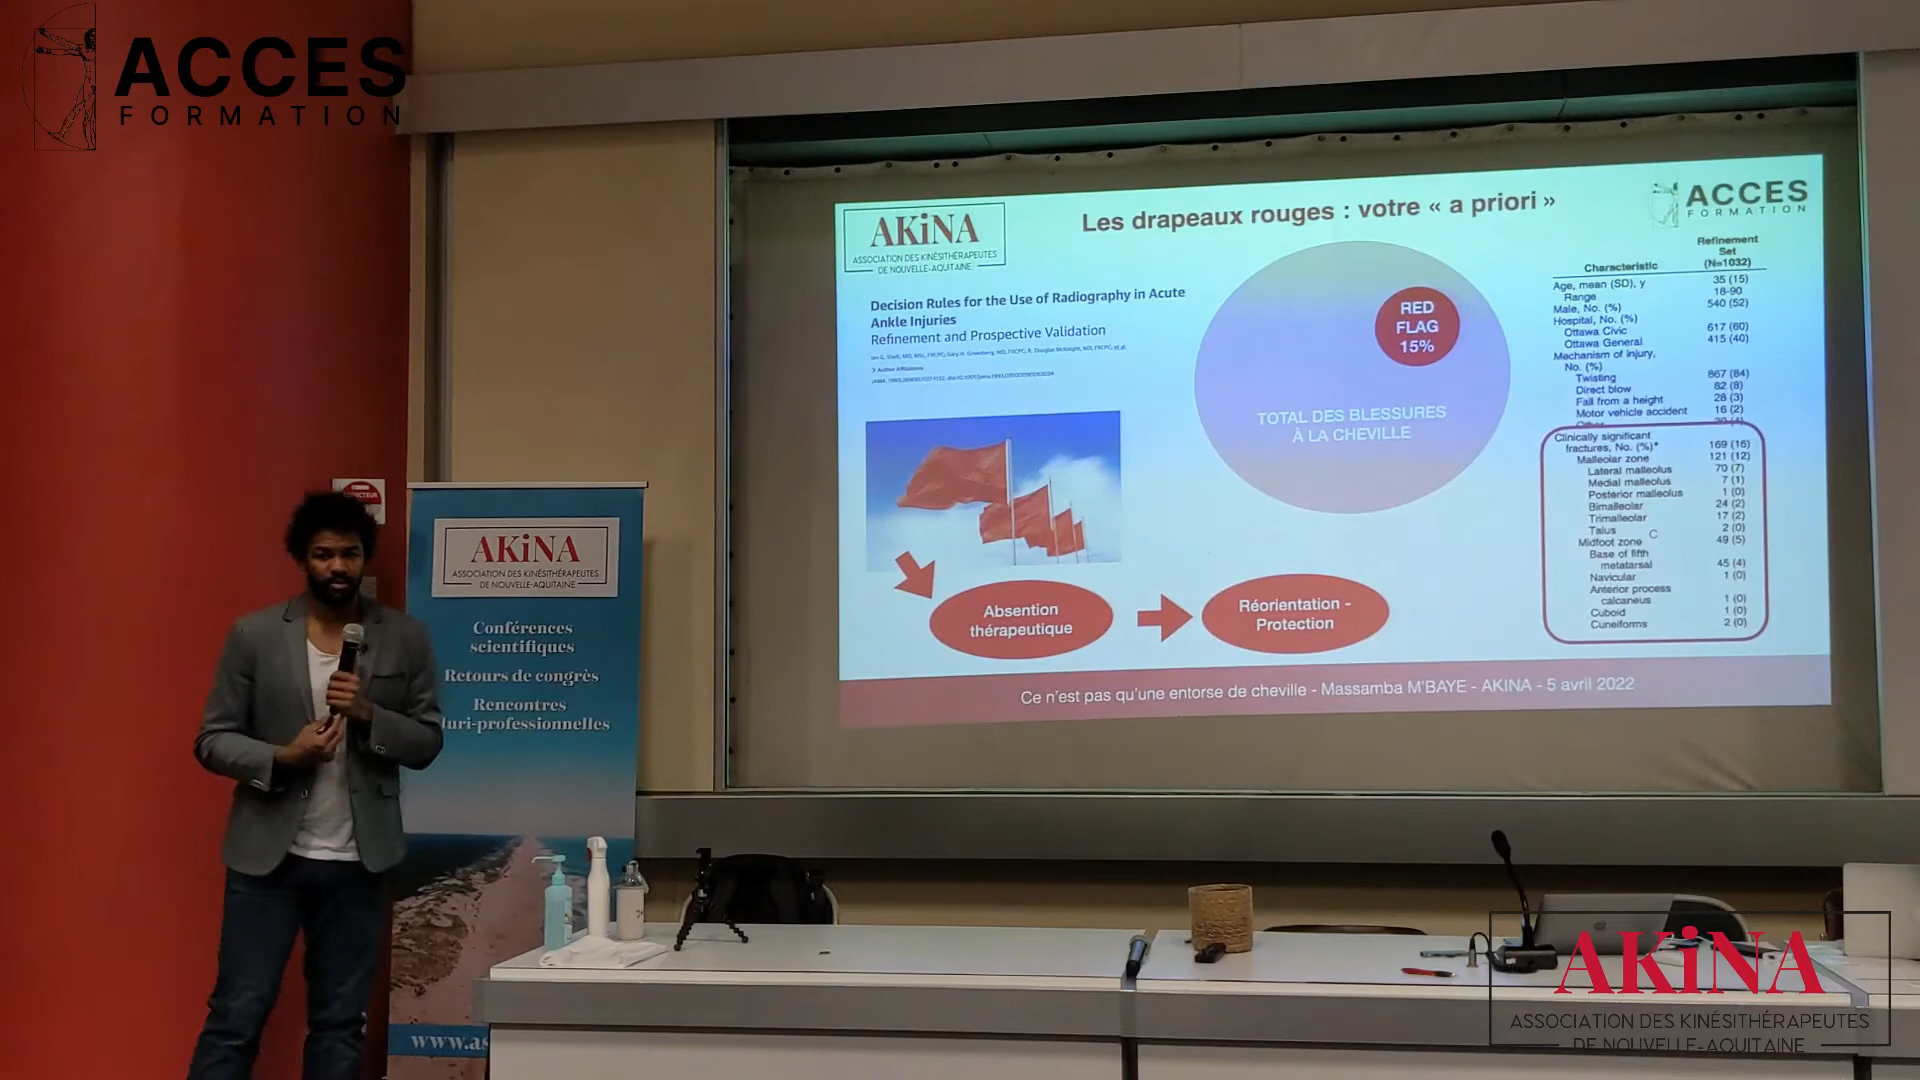 ACCES
FORMATION
AKiNA
ASSOCIATION DES KINÉSITHÉRAPEUTES
DE NOUVELLE-AQUITAINE
Les drapeaux rouges : votre « a priori »
ACCES
FORMATION
Decision Rules for the Use of Radiography in Acute
Ankle Injuries
Refinement and Prospective Validation
Author Affiliations
RED
FLAG
15%
TOTAL DES BLESSURES
À LA CHEVILLE
Absention
thérapeutique
Réorientation -
Protection
Refinement
Set
Characteristic (N=1032)
Age, mean (SD), y 35 (15)
Range 18-90
Male, No. (%) 540 (52)
Hospital, No. (%)
Ottawa Civic 617 (60)
Ottawa General 415 (40)
Mechanism of injury,
No. (%)
Twisting 867 (84)
Direct blow 82 (8)
Fall from a height 28 (3)
Motor vehicle accident 16 (2)
Clinically significant
fractures, No. (%)* 169 (16)
Malleolar zone 121 (12)
Lateral malleolus 70 (7)
Medial malleolus 7 (1)
Posterior malleolus 1 (0)
Bimalleolar 24 (2)
Trimalleolar 17 (2)
Talus 2 (0)
Midfoot zone 49 (5)
Base of fifth
metatarsal 45 (4)
Navicular 1 (0)
Anterior process
calcaneus 1 (0)
Cuboid 1 (0)
Cuneiforms 2 (0)
Ce n'est pas qu'une entorse de cheville - Massamba M'BAYE - AKINA - 5 avril 2022
AKiNA
ASSOCIATION DES KINÉSITHÉRAPEUTES
DE NOUVELLE-AQUITAINE
Conférences
scientifiques
Retours de congrès
Rencontres
luri-professionnelles
www.as
AKiNA
ASSOCIATION DES KINÉSITHÉRAPEUTES
DE NOUVELLE-AQUITAINE